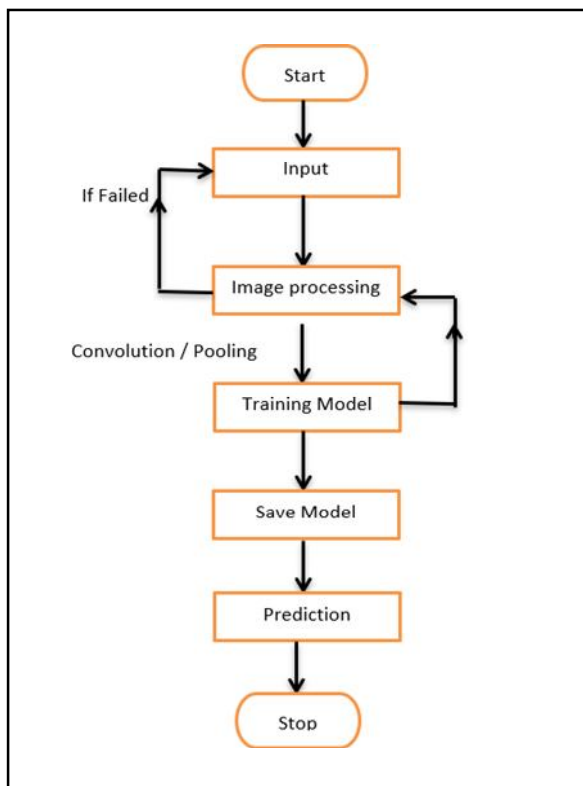 Start
Input
If Failed
Image processing
Convolution / Pooling
Training Model
Save Model
Prediction
Stop